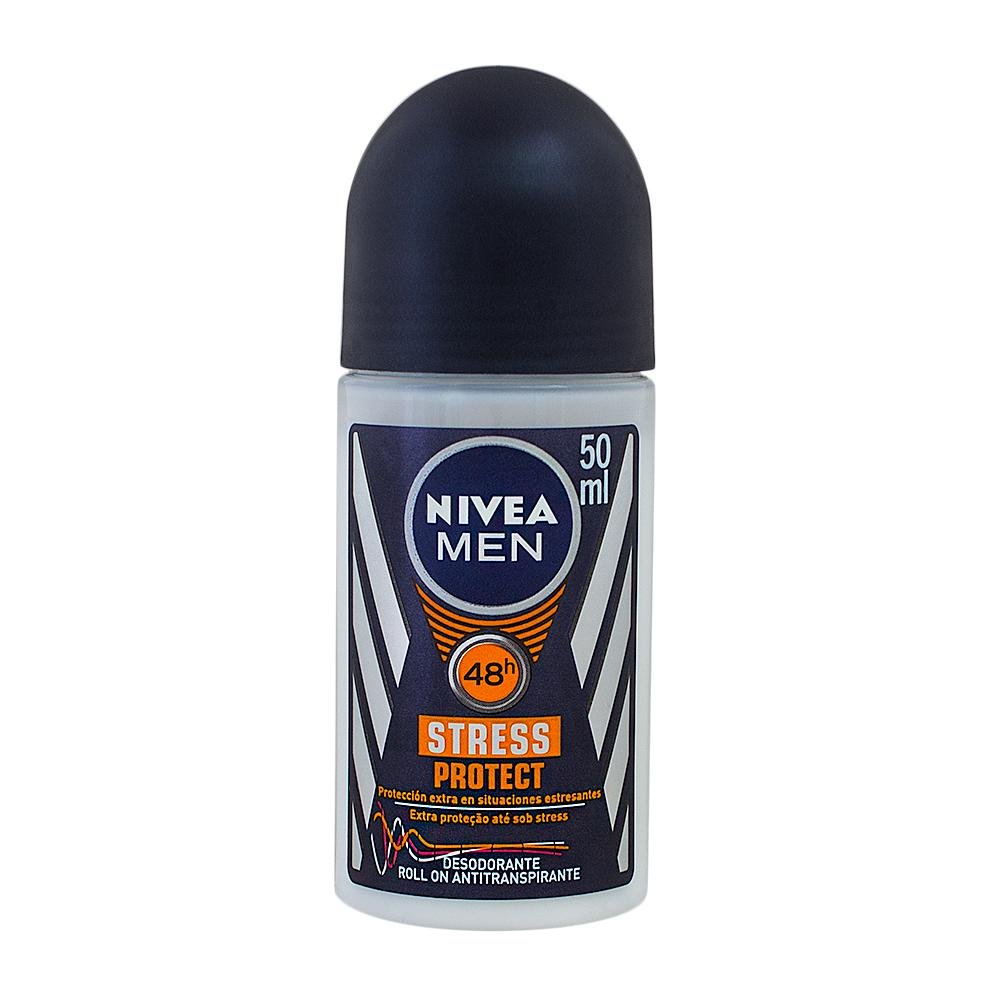 50
ml
NIVEA
MEN
48h
STRESS
PROTECT
Protección extra en situaciones estresantes
Extra proteção até sob stress
DESODORANTE
ROLL ON ANTITRANSPIRANTE